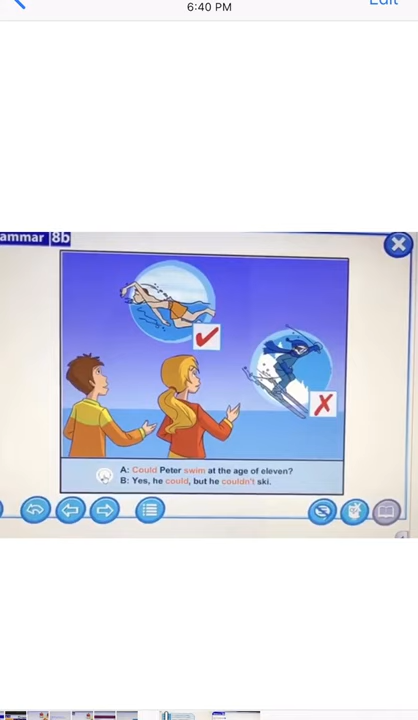 6:40 PM
Edit
ammar 8b
A: Could Peter swim at the age of eleven?
B: Yes, he could, but he couldn't ski.